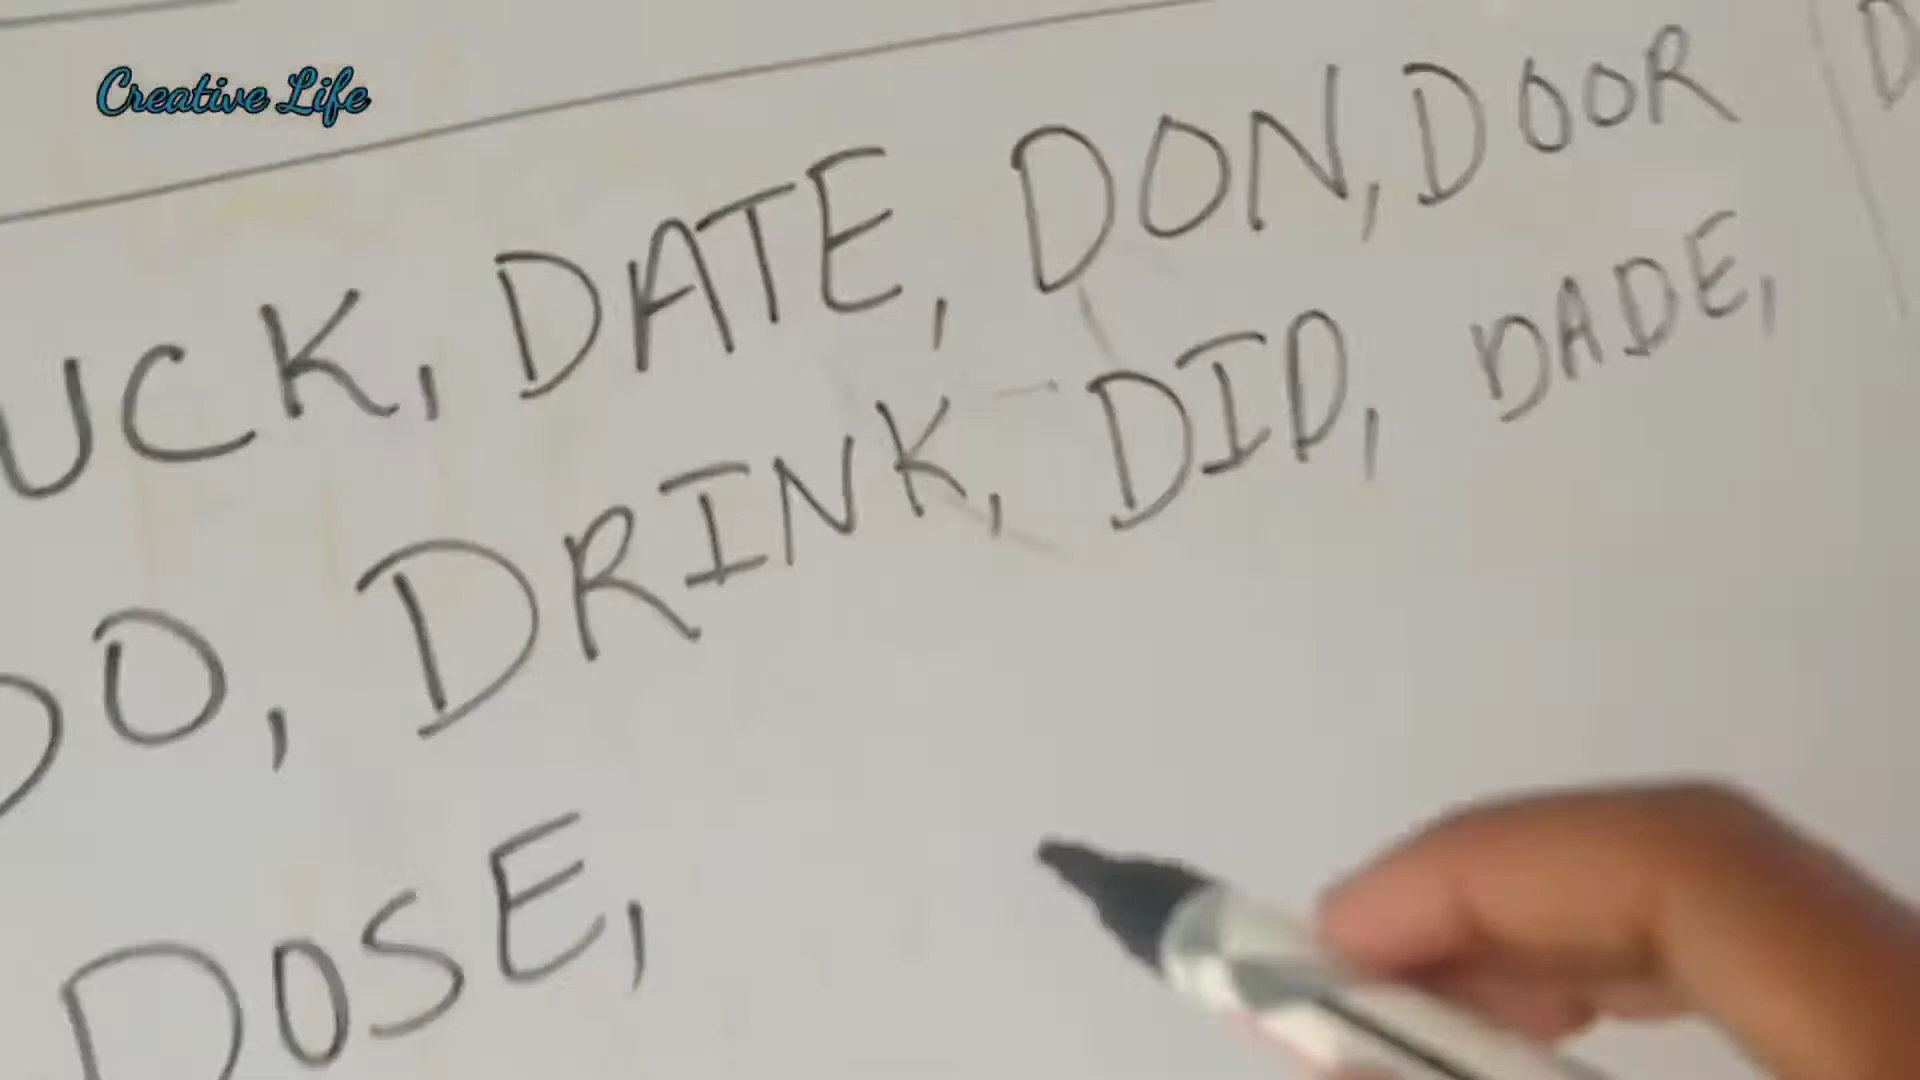 Creative Life
UCK, DATE, DON, DOOR
DO, DRINK, DID, DADE,
DOSE,